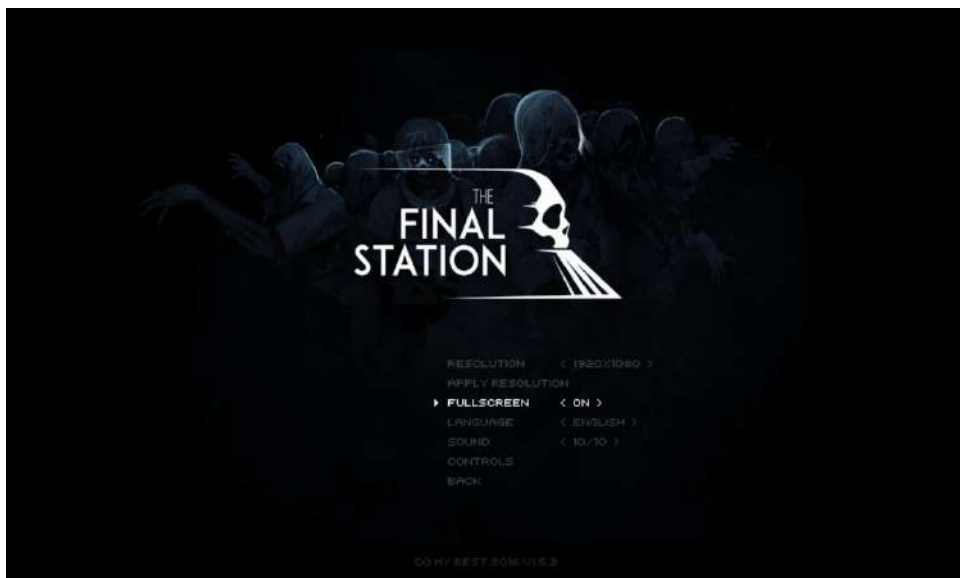 THE
FINAL
STATION
RESOLUTION < 1920X1080 >
APPLY RESOLUTION
FULLSCREEN < ON >
LANGUAGE < ENGLISH >
SOUND < 10/10 >
CONTROLS
BACK
DO MY BEST 2016 V1.5.2